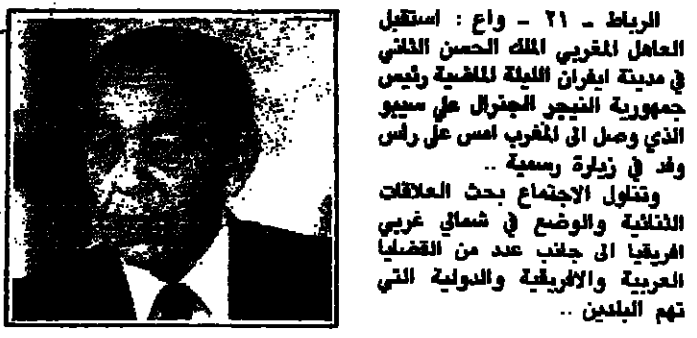 الرباط - ٢١ - واع : استقبل
العاهل المغربي الملك الحسن الثاني
في مدينة ايفران الليلة الماضية رئيس
جمهورية النيجر الجنرال علي سيبو
الذي وصل الى المغرب امس على راس
وفد في زيارة رسمية ..
وتناول الاجتماع بحث العلاقات
الثنائية والوضع في شمالي غربي
افريقيا الى جانب عدد من القضايا
العربية والافريقية والدولية التي
تهم البلدين ..